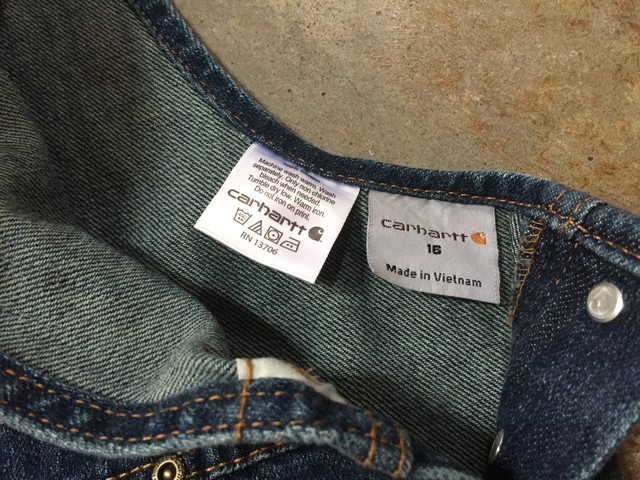 Machine wash warm. Wash
separately. Only non chlorine
bleach when needed.
Tumble dry low. Warm iron.
Do not iron on print.
carhartt
RN 13706
carhartt
16
Made in Vietnam